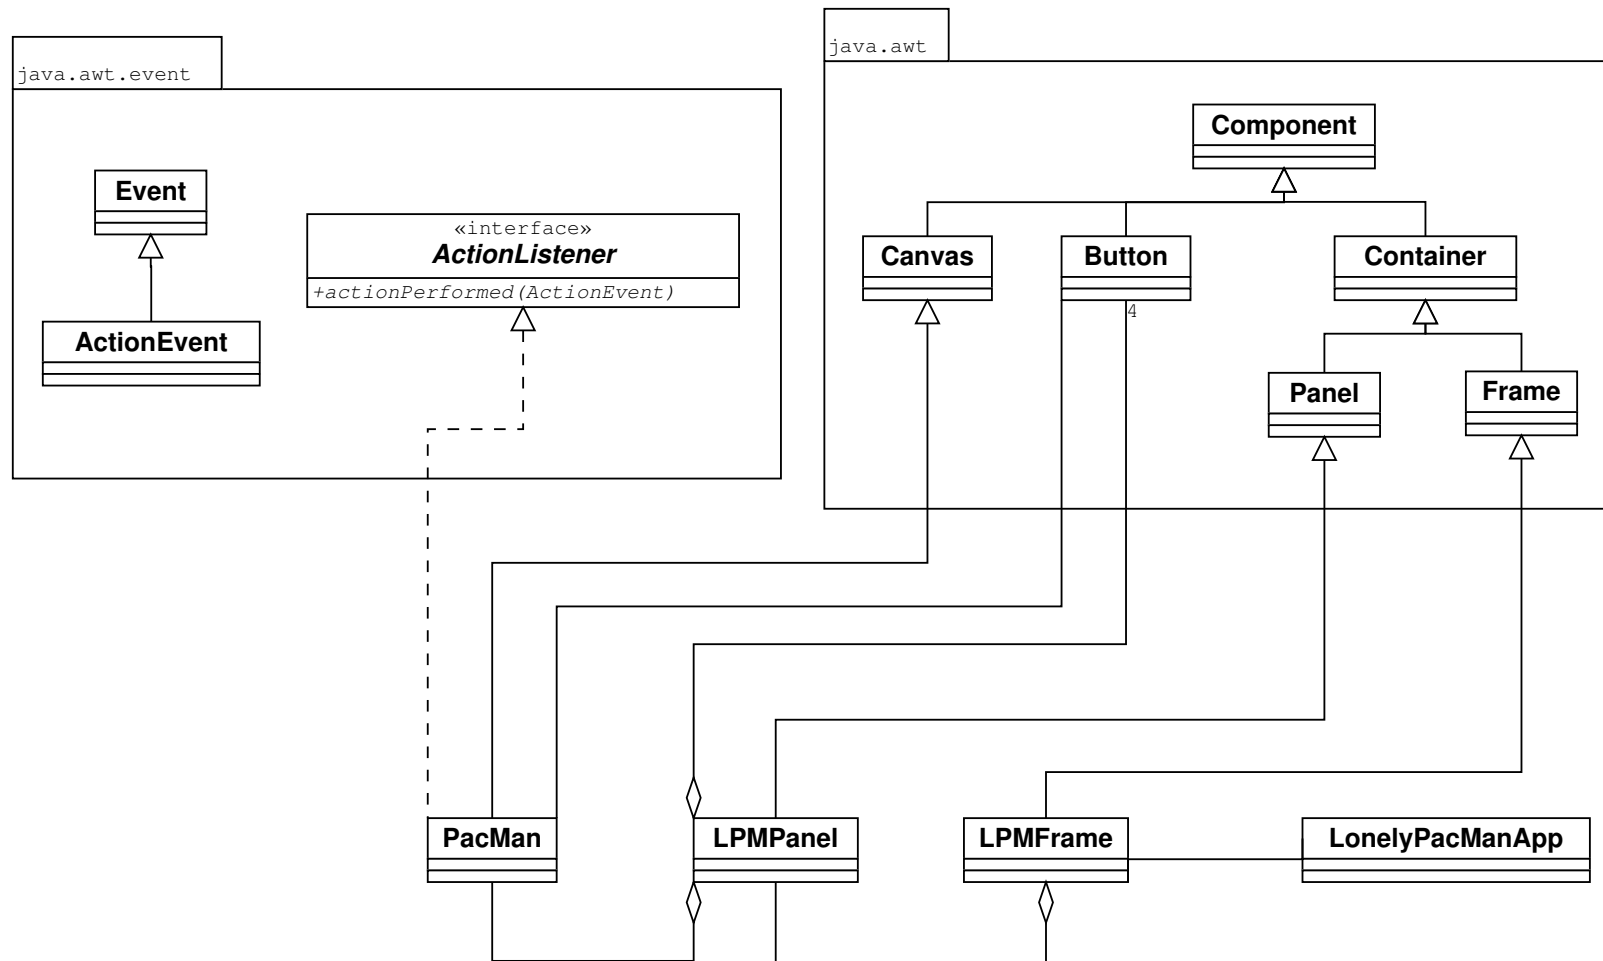 java.awt.event
java.awt
Component
Event
«interface»
ActionListener
+actionPerformed(ActionEvent)
Canvas
Button
Container
4
ActionEvent
Panel
Frame
PacMan
LPMPanel
LPMFrame
LonelyPacManApp